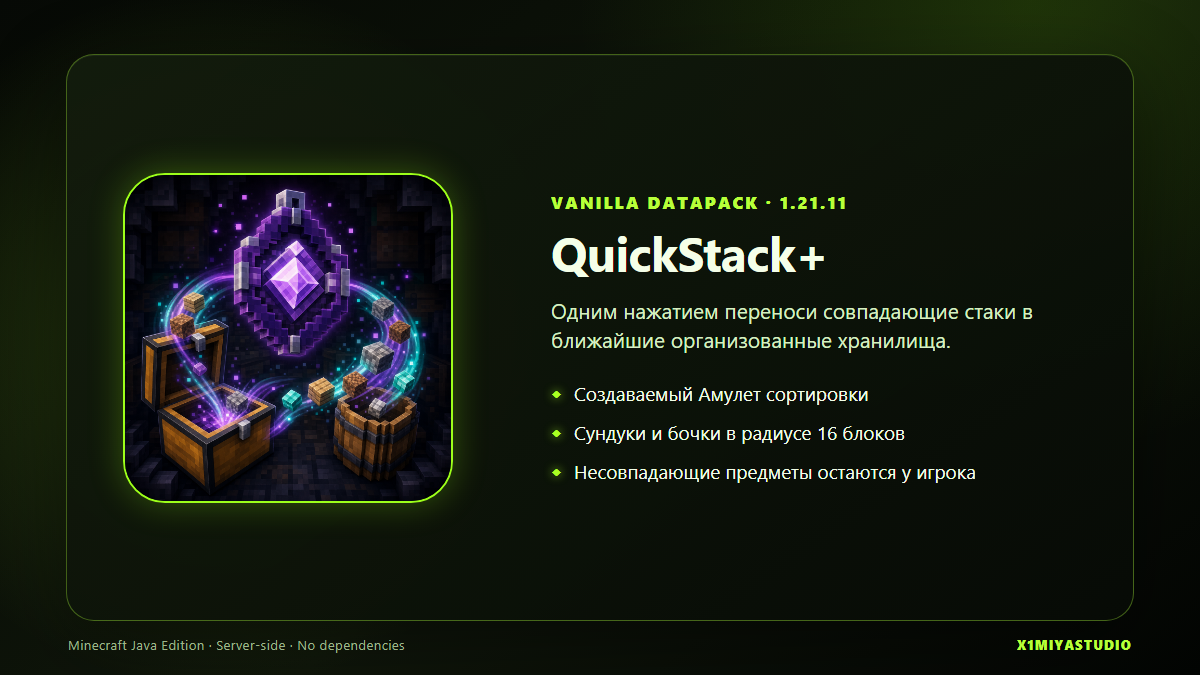 VANILLA DATAPACK · 1.21.11
QuickStack+
Одним нажатием переноси совпадающие стаки в
ближайшие организованные хранилища.
Создаваемый Амулет сортировки
Сундуки и бочки в радиусе 16 блоков
Несовпадающие предметы остаются у игрока
Minecraft Java Edition · Server-side · No dependencies
X1MIYASTUDIO